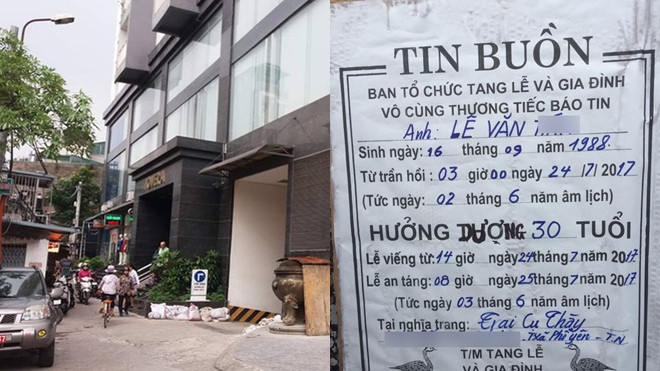 TIN BUỒN
BAN TỔ CHỨC TANG LỄ VÀ GIA ĐÌNH
VÔ CÙNG THƯƠNG TIẾC BÁO TIN
Anh: LÊ VĂN
Sinh ngày: 16 tháng 09 năm 1988.
Từ trần hồi: 03 giờ 00 ngày 24/7/2017
(Tức ngày: 02 tháng 6 năm âm lịch)
HƯỞNG DƯƠNG 30 TUỔI
Lễ viếng từ: 14 giờ ngày 24 tháng 7 năm 2017
Lễ an táng: 08 giờ ngày 25 tháng 7 năm 2017
(Tức ngày 03 tháng 6 năm âm lịch)
Tại nghĩa trang: Thầy
T/M TANG LỄ
VÀ GIA ĐÌNH
P